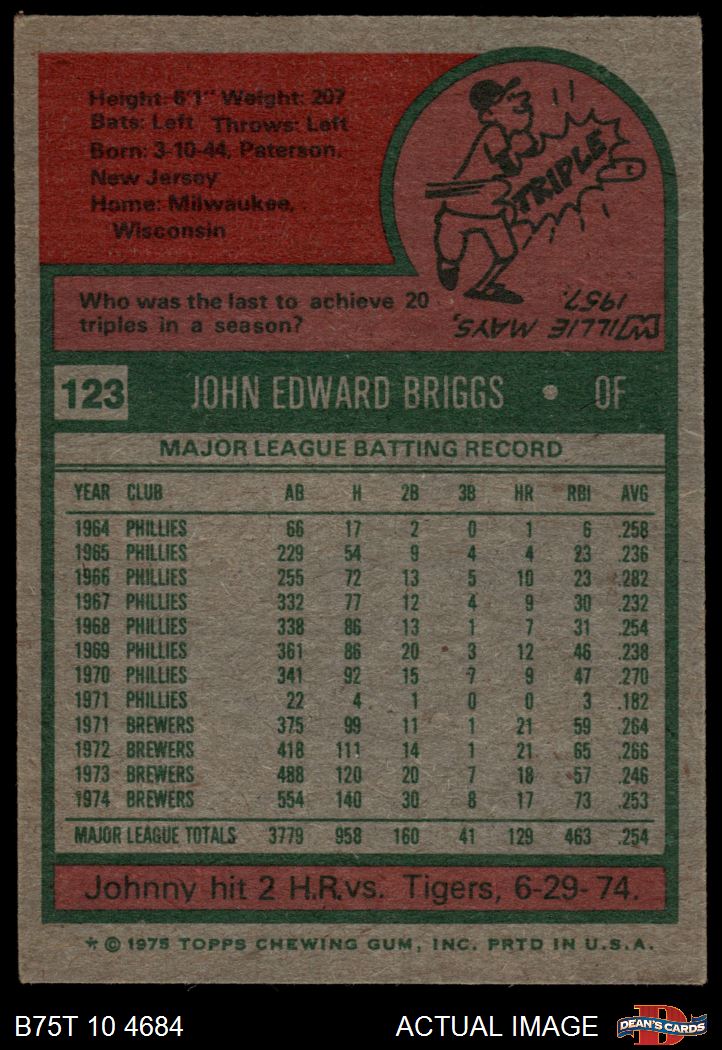 Height: 6'1" Weight: 207
Bats: Left Throws: Left
Born: 3-10-44, Paterson,
New Jersey
Home: Milwaukee,
Wisconsin
TRIPLE
Who was the last to achieve 20
triples in a season?
WILLIE MAYS,
1957.
123 JOHN EDWARD BRIGGS • OF
MAJOR LEAGUE BATTING RECORD
YEAR CLUB AB H 2B 3B HR RBI AVG
1964 PHILLIES 66 17 2 0 1 6 .258
1965 PHILLIES 229 54 9 4 4 23 .236
1966 PHILLIES 255 72 13 5 10 23 .282
1967 PHILLIES 332 77 12 4 9 30 .232
1968 PHILLIES 338 86 13 1 7 31 .254
1969 PHILLIES 361 86 20 3 12 46 .238
1970 PHILLIES 341 92 15 7 9 47 .270
1971 PHILLIES 22 4 1 0 0 3 .182
1971 BREWERS 375 99 11 1 21 59 .264
1972 BREWERS 418 111 14 1 21 65 .266
1973 BREWERS 488 120 20 7 18 57 .246
1974 BREWERS 554 140 30 8 17 73 .253
MAJOR LEAGUE TOTALS 3779 958 160 41 129 463 .254
Johnny hit 2 H.R. vs. Tigers, 6-29-74.
* © 1975 TOPPS CHEWING GUM, INC. PRTD IN U.S.A.
B75T 10 4684 ACTUAL IMAGE D DEAN'S CARDS